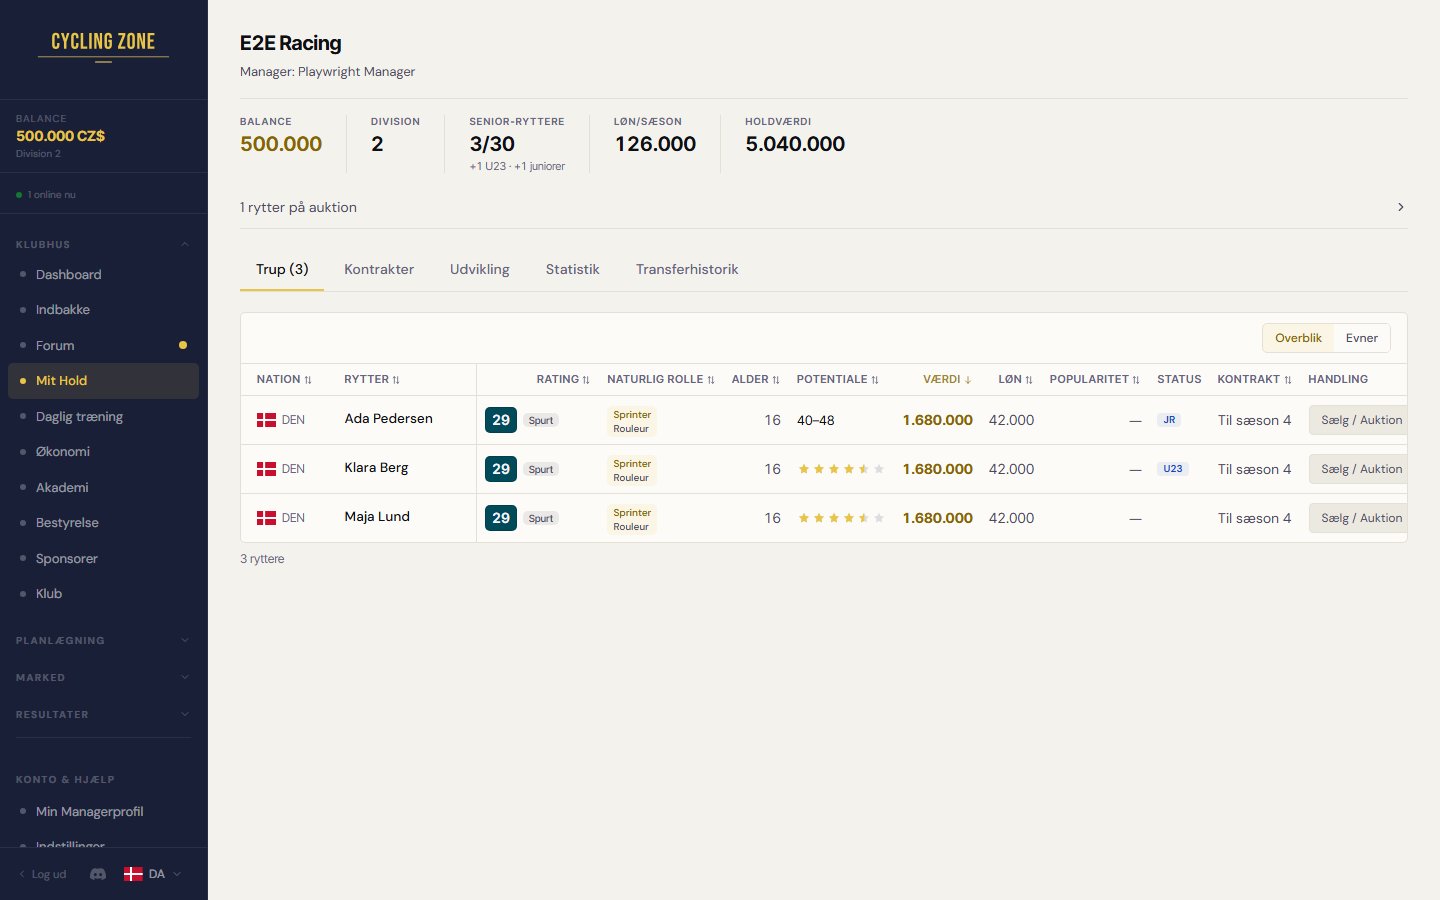 CYCLING ZONE
BALANCE
500.000 CZ$
Division 2
1 online nu
KLUBHUS
Dashboard
Indbakke
Forum
Mit Hold
Daglig træning
Økonomi
Akademi
Bestyrelse
Sponsorer
Klub
PLANLÆGNING
MARKED
RESULTATER
KONTO & HJÆLP
Min Managerprofil
Indstillinger
Log ud
DA
E2E Racing
Manager: Playwright Manager
BALANCE DIVISION SENIOR-RYTTERE LØN/SÆSON HOLDVÆRDI
500.000 2 3/30 126.000 5.040.000
+1 U23 · +1 juniorer
1 rytter på auktion
Trup (3) Kontrakter Udvikling Statistik Transferhistorik
Overblik Evner
NATION RYTTER RATING NATURLIG ROLLE ALDER POTENTIALE VÆRDI ↓ LØN POPULARITET STATUS KONTRAKT HANDLING
DEN Ada Pedersen 29 Spurt Sprinter Rouleur 16 40–48 1.680.000 42.000 — JR Til sæson 4 Sælg / Auktion
DEN Klara Berg 29 Spurt Sprinter Rouleur 16 1.680.000 42.000 — U23 Til sæson 4 Sælg / Auktion
DEN Maja Lund 29 Spurt Sprinter Rouleur 16 1.680.000 42.000 — Til sæson 4 Sælg / Auktion
3 ryttere